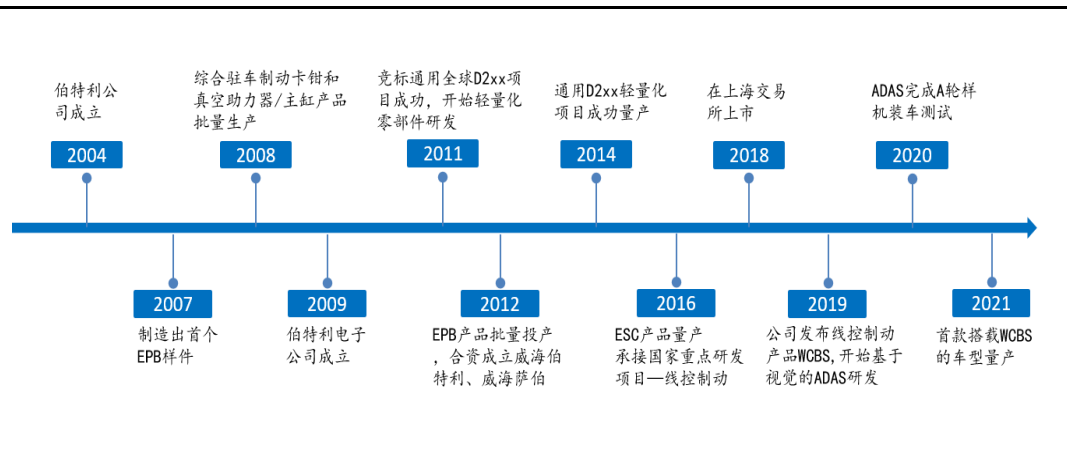 伯特利公
司成立
2004
2007
制造出首个
EPB样件
综合驻车制动卡钳和
真空助力器/主缸产品
批量生产
2008
2009
伯特利电子
公司成立
竞标通用全球D2xx项
目成功，开始轻量化
零部件研发
2011
2012
EPB产品批量投产
，合资成立威海伯
特利、威海萨伯
通用D2xx轻量化
项目成功量产
2014
2016
ESC产品量产
承接国家重点研发
项目—线控制动
在上海交易
所上市
2018
2019
公司发布线控制动
产品WCBS,开始基于
视觉的ADAS研发
ADAS完成A轮样
机装车测试
2020
2021
首款搭载WCBS
的车型量产